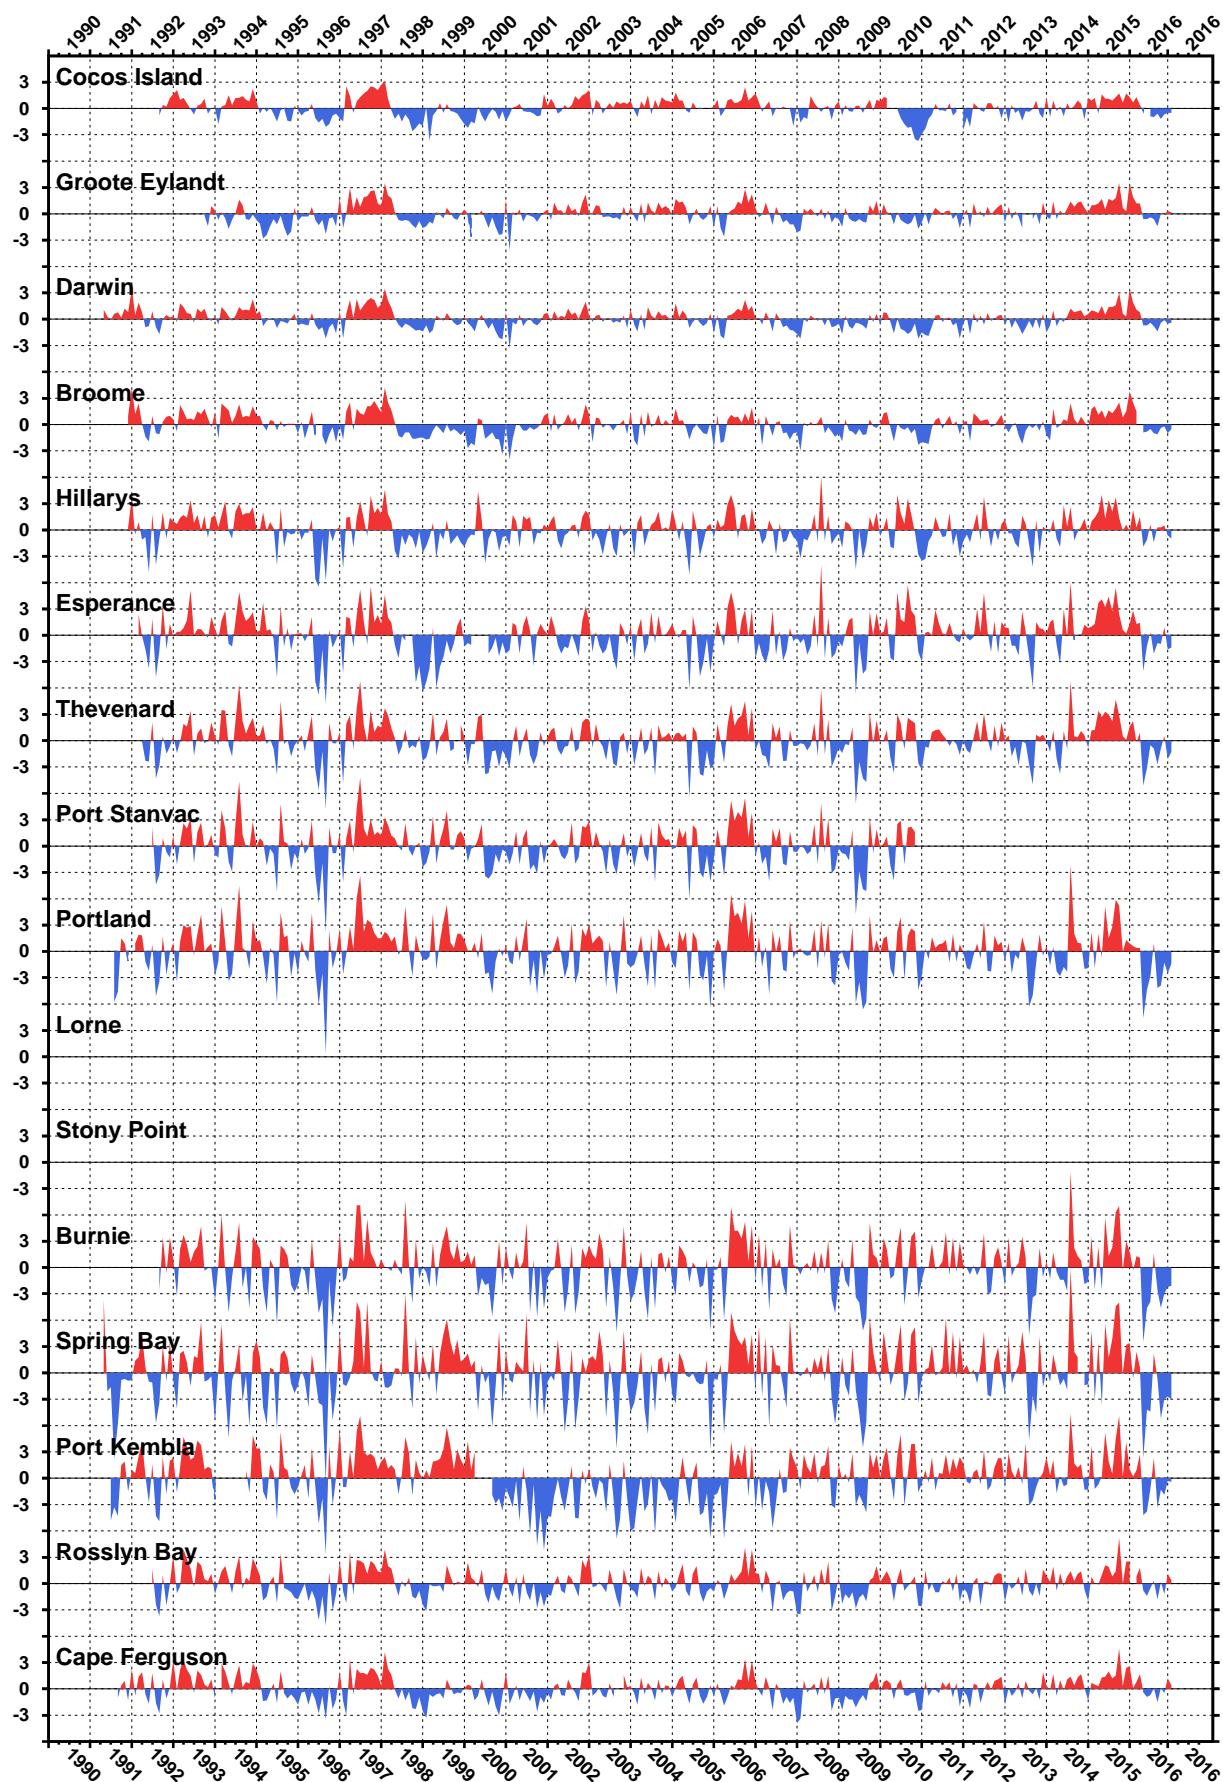 1990 1991 1992 1993 1994 1995 1996 1997 1998 1999 2000 2001 2002 2003 2004 2005 2006 2007 2008 2009 2010 2011 2012 2013 2014 2015 2016 2016
Cocos Island
3
0
-3
Groote Eylandt
3
0
-3
Darwin
3
0
-3
Broome
3
0
-3
Hillarys
3
0
-3
Esperance
3
0
-3
Thevenard
3
0
-3
Port Stanvac
3
0
-3
Portland
3
0
-3
Lorne
3
0
-3
Stony Point
3
0
-3
Burnie
3
0
-3
Spring Bay
3
0
-3
Port Kembla
3
0
-3
Rosslyn Bay
3
0
-3
Cape Ferguson
3
0
-3
1990 1991 1992 1993 1994 1995 1996 1997 1998 1999 2000 2001 2002 2003 2004 2005 2006 2007 2008 2009 2010 2011 2012 2013 2014 2015 2016 2016